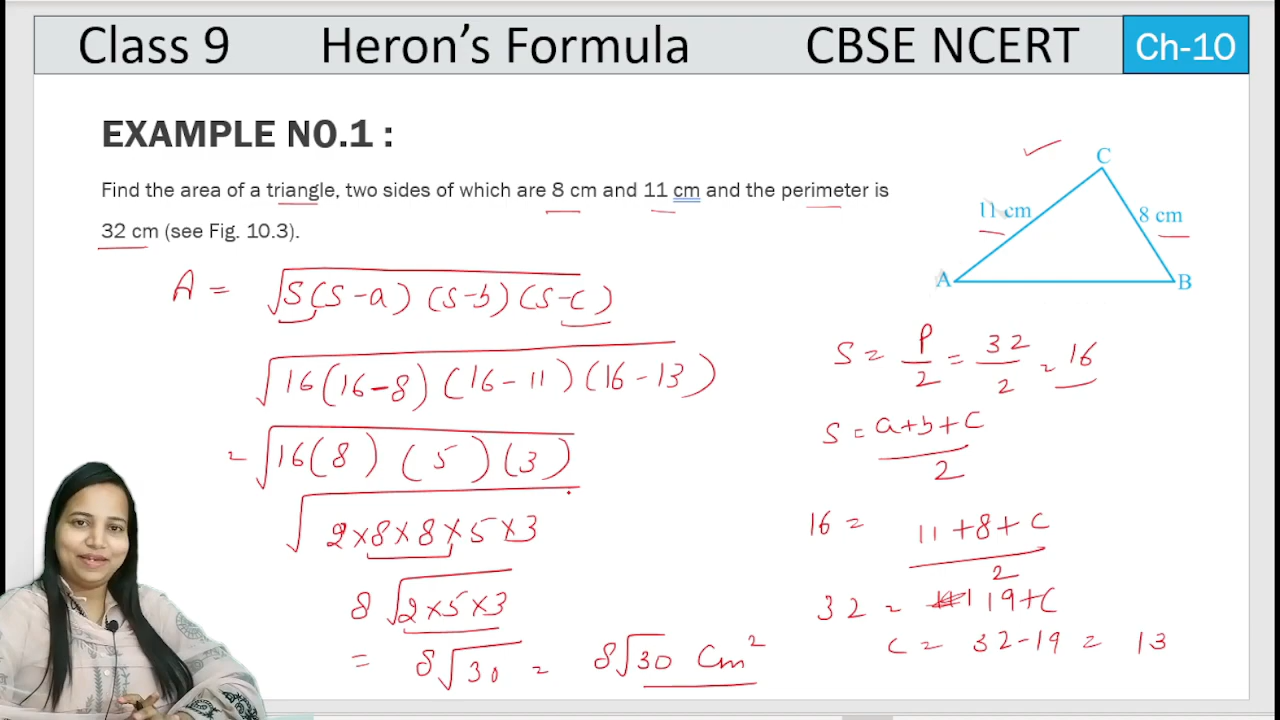 Class 9 Heron's Formula CBSE NCERT Ch-10
EXAMPLE NO.1 :
Find the area of a triangle, two sides of which are 8 cm and 11 cm and the perimeter is
32 cm (see Fig. 10.3).
C
11 cm
8 cm
A
B
A = √S(S-a) (S-b) (S-c)
√16(16-8) (16-11) (16-13)
= √16(8) (5) (3)
√2×8×8×5×3
8 √2×5×3
= 8√30 = 8√30 Cm²
S = P/2 = 32/2 = 16
S = a+b+c/2
16 = 11+8+c/2
32 = 19+c
c = 32-19 = 13